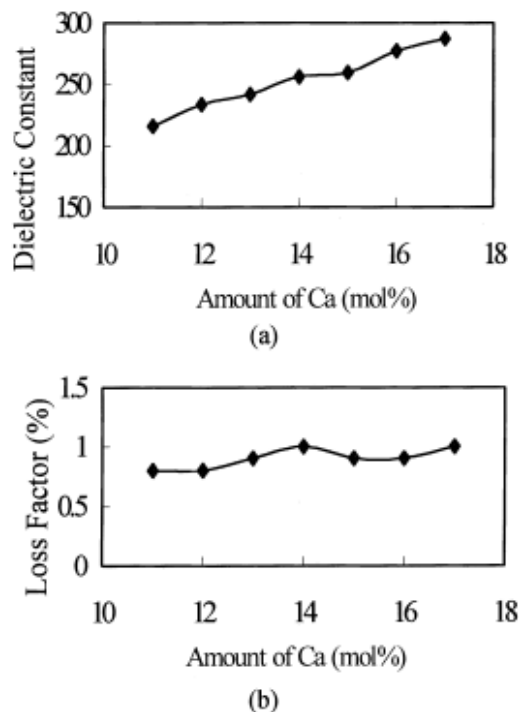 300
250
200
150
Dielectric Constant
10 12 14 16 18
Amount of Ca (mol%)
(a)
1.5
1
0.5
0
Loss Factor (%)
10 12 14 16 18
Amount of Ca (mol%)
(b)